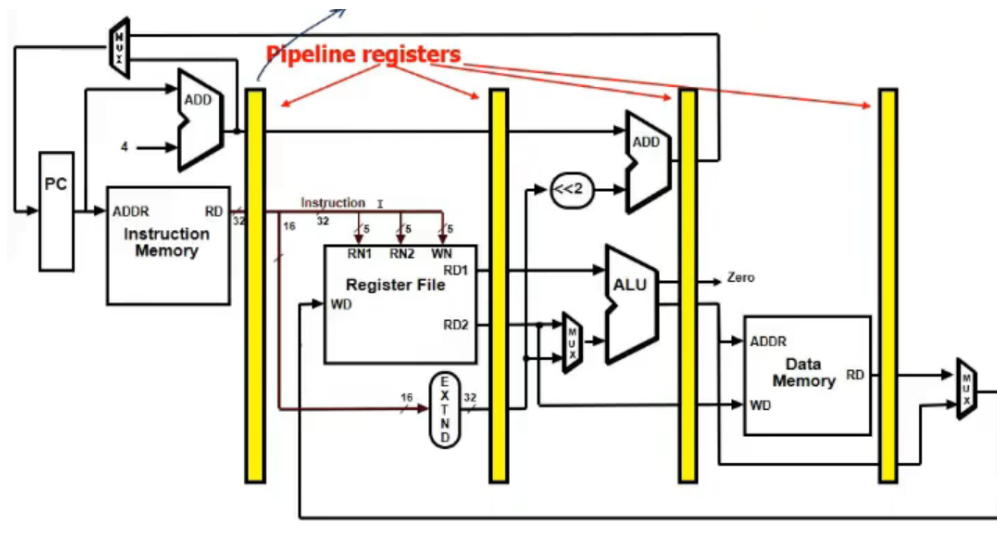 MUX
Pipeline registers
ADD
4
PC
ADDR
RD
32
Instruction
Memory
16
Instruction
I
32
5
5
5
RN1
RN2
WN
RD1
Register File
WD
RD2
16
EXTND
32
ADD
<<2
ALU
Zero
MUX
ADDR
Data
Memory
RD
WD
MUX